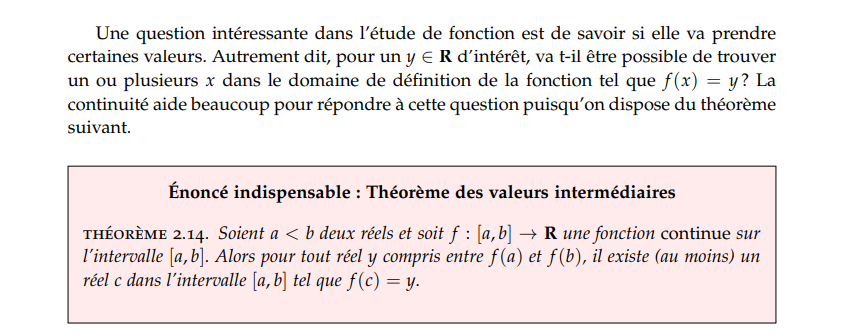 Une question intéressante dans l'étude de fonction est de savoir si elle va prendre
certaines valeurs. Autrement dit, pour un y ∈ R d'intérêt, va t-il être possible de trouver
un ou plusieurs x dans le domaine de définition de la fonction tel que f(x) = y? La
continuité aide beaucoup pour répondre à cette question puisqu'on dispose du théorème
suivant.
Énoncé indispensable : Théorème des valeurs intermédiaires
THÉORÈME 2.14. Soient a < b deux réels et soit f : [a, b] → R une fonction continue sur
l'intervalle [a, b]. Alors pour tout réel y compris entre f(a) et f(b), il existe (au moins) un
réel c dans l'intervalle [a, b] tel que f(c) = y.